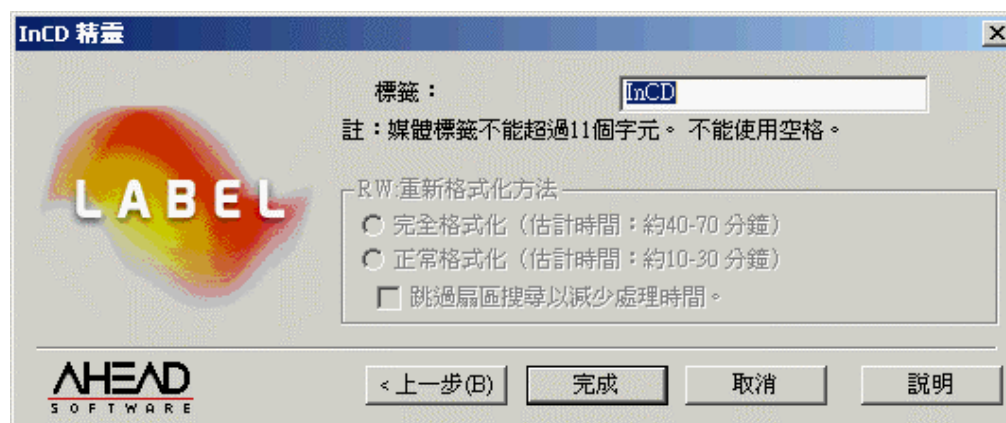 InCD 精靈
標籤：
InCD
註：媒體標籤不能超過11個字元。 不能使用空格。
LABEL
RW:重新格式化方法
完全格式化（估計時間：約40-70 分鐘）
正常格式化（估計時間：約10-30 分鐘）
跳過扇區搜尋以減少處理時間。
AHEAD
SOFTWARE
<上一步(B)
完成
取消
說明